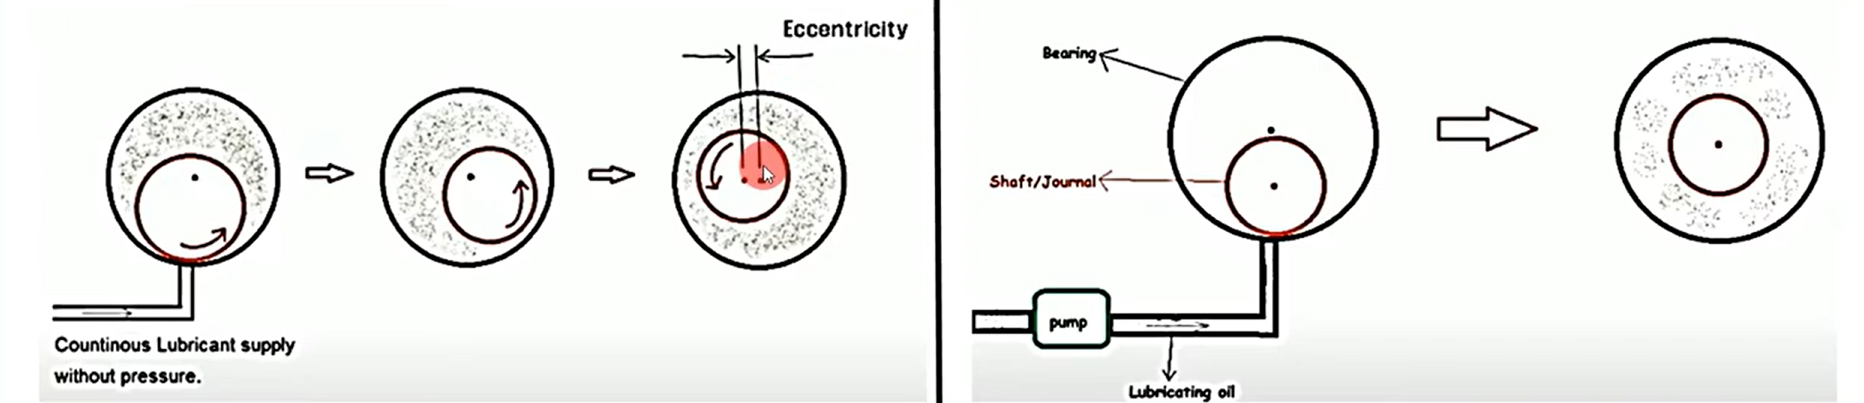 Eccentricity
Countinous Lubricant supply
without pressure.
Bearing
Shaft/Journal
pump
Lubricating oil